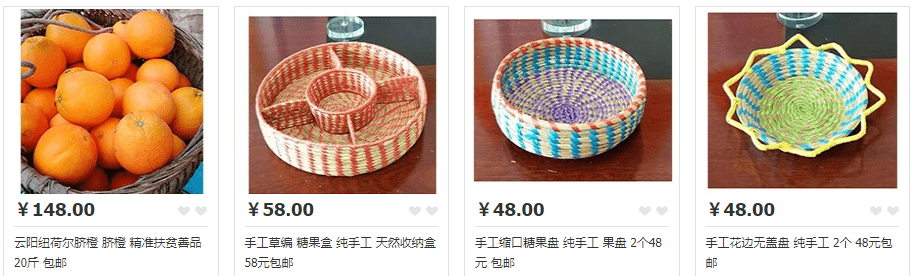 ￥148.00
云阳纽荷尔脐橙 脐橙 精准扶贫善品
20斤 包邮
￥58.00
手工草编 糖果盒 纯手工 天然收纳盒
58元包邮
￥48.00
手工缩口糖果盘 纯手工 果盘 2个48
元 包邮
￥48.00
手工花边无盖盘 纯手工 2个 48元包
邮